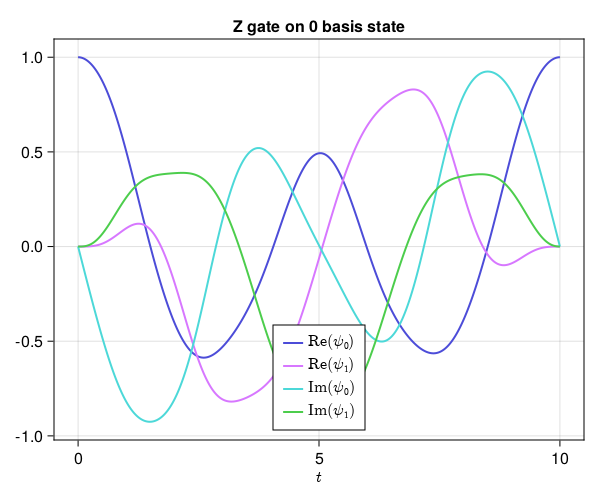 Z gate on 0 basis state
1.0
0.5
0.0
-0.5
-1.0
Re(ψ₀)
Re(ψ₁)
Im(ψ₀)
Im(ψ₁)
0 5 10
t